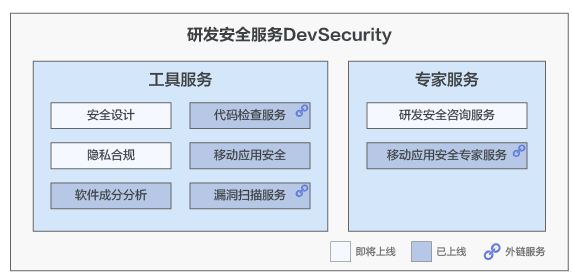 研发安全服务DevSecurity
工具服务
安全设计
代码检查服务
隐私合规
移动应用安全
软件成分分析
漏洞扫描服务
专家服务
研发安全咨询服务
移动应用安全专家服务
即将上线
已上线
外链服务